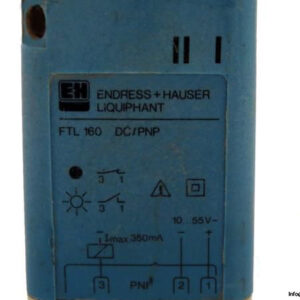 EH ENDRESS+HAUSER
LIQUIPHANT
FTL 160 DC/PNP
3 1
3 1
10...55V⎓
Imax 350mA
− +
3 PNP 2 1